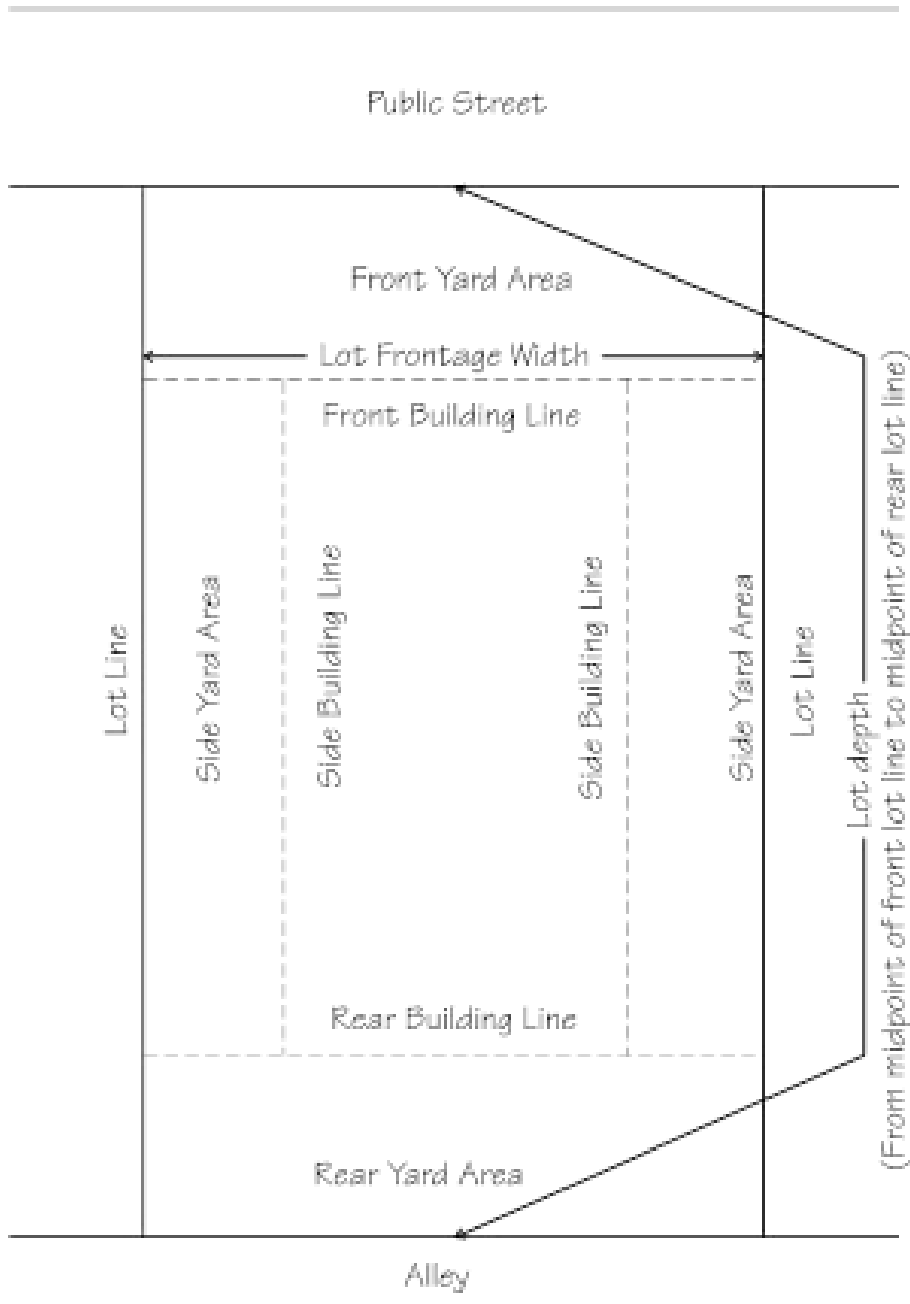 Public Street
Front Yard Area
Lot Frontage Width
Front Building Line
Lot Line
Side Yard Area
Side Building Line
Side Building Line
Side Yard Area
Lot Line
Lot depth
(From midpoint of front lot line to midpoint of rear lot line)
Rear Building Line
Rear Yard Area
Alley